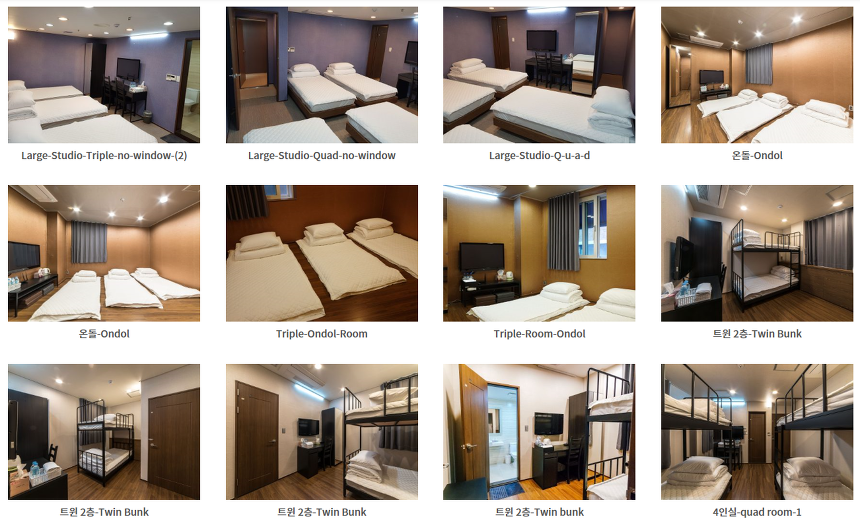 Large-Studio-Triple-no-window-(2)
Large-Studio-Quad-no-window
Large-Studio-Q-u-a-d
온돌-Ondol
온돌-Ondol
Triple-Ondol-Room
Triple-Room-Ondol
트윈 2층-Twin Bunk
트윈 2층-Twin Bunk
트윈 2층-Twin Bunk
트윈 2층-Twin bunk
4인실-quad room-1